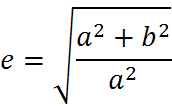 e = √((a² + b²)/a²)